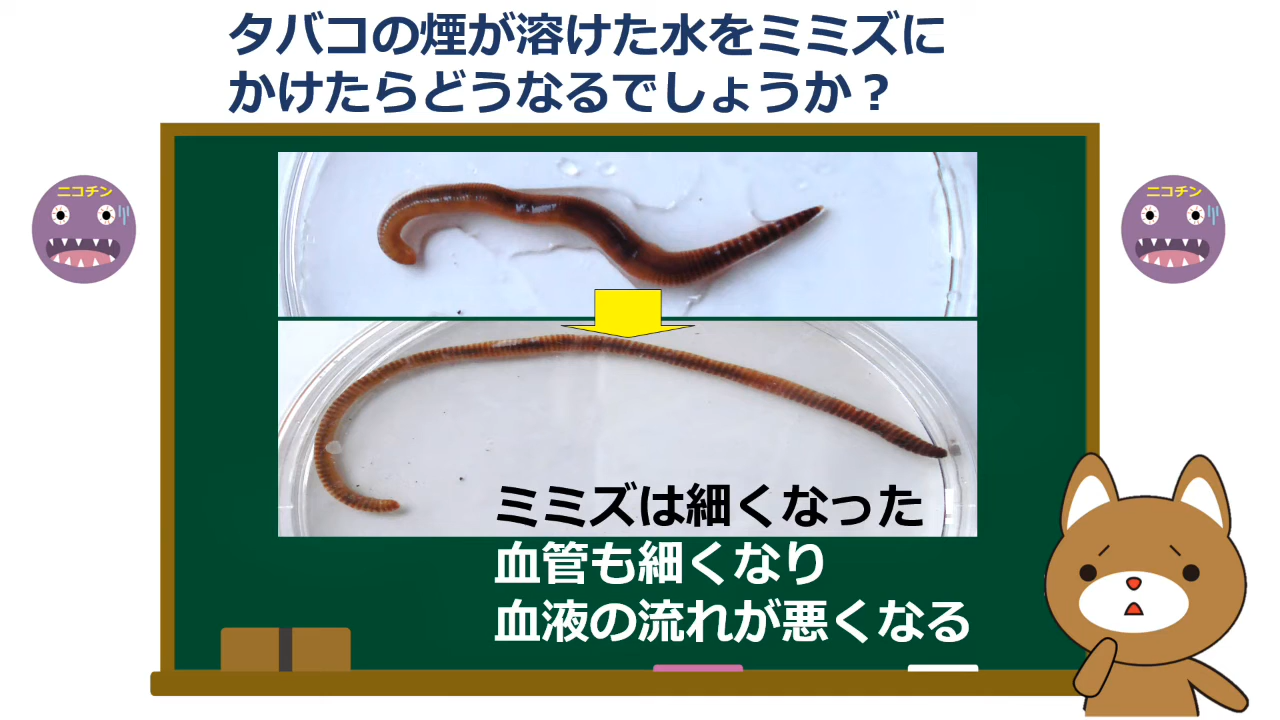 タバコの煙が溶けた水をミミズに
かけたらどうなるでしょうか？
ニコチン
ニコチン
ミミズは細くなった
血管も細くなり
血液の流れが悪くなる